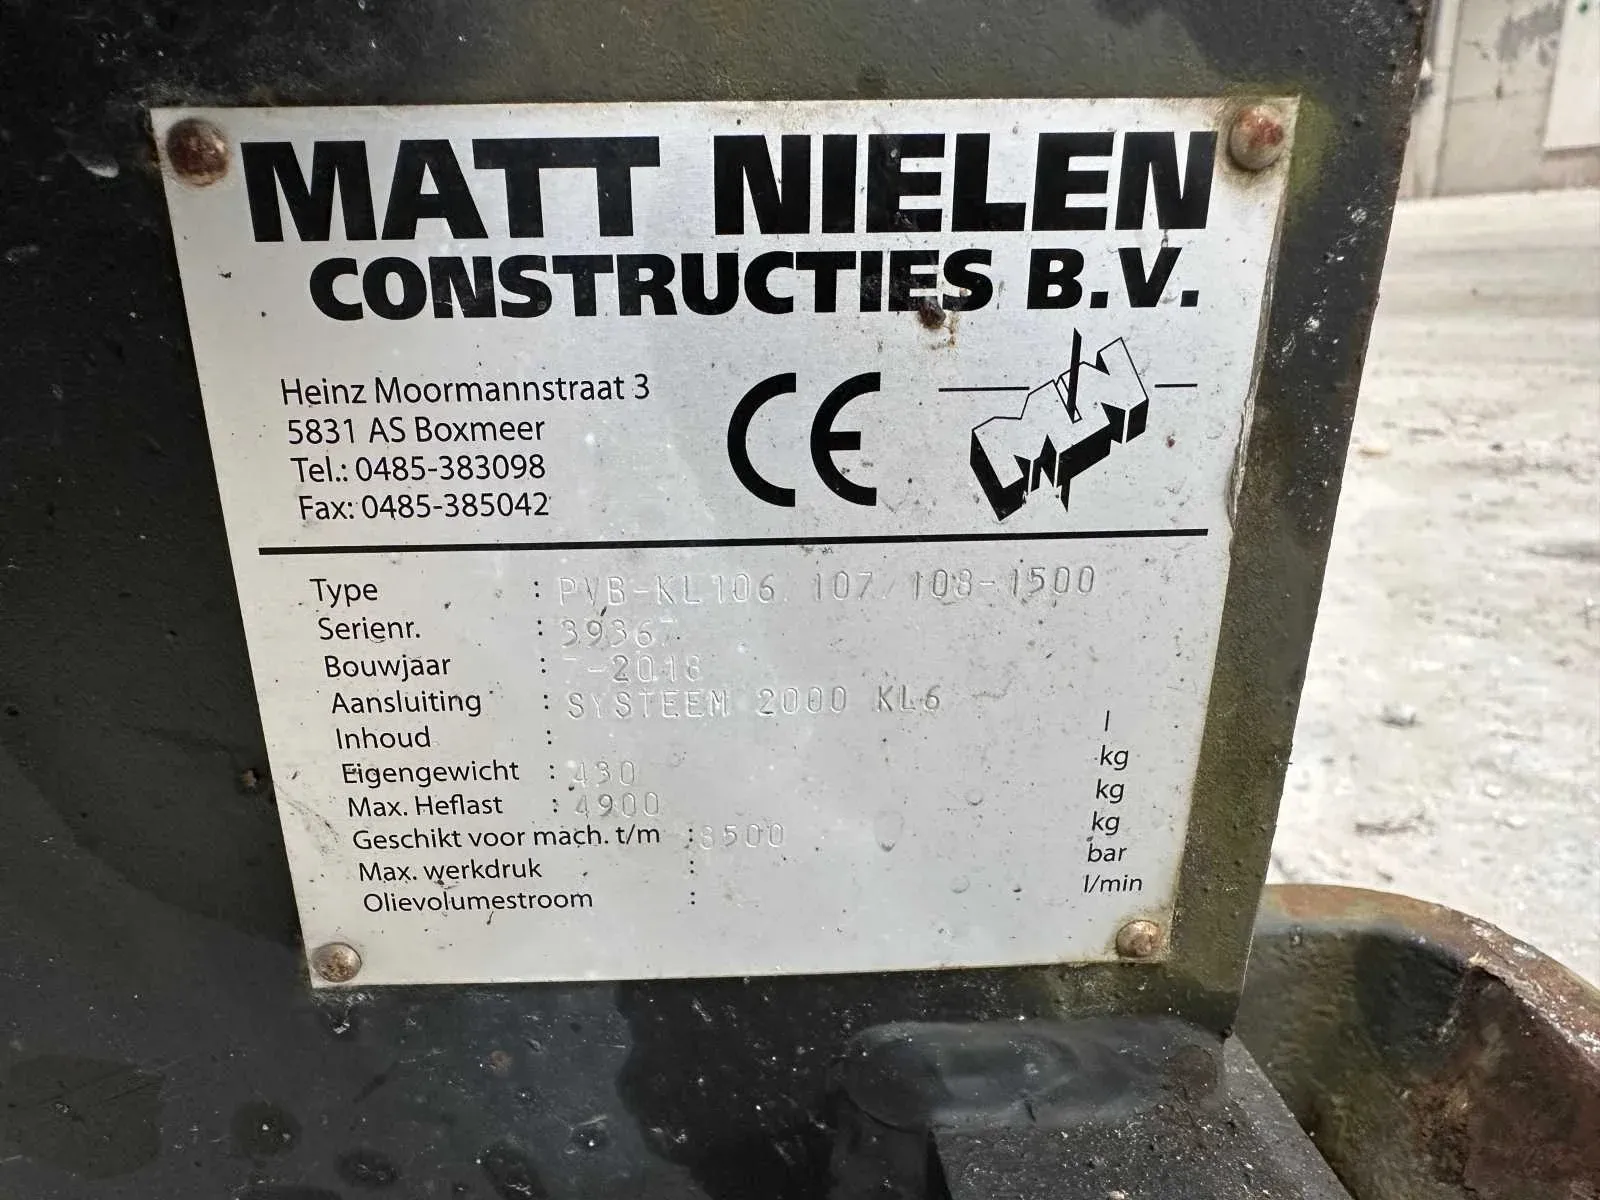 MATT NIELEN
CONSTRUCTIES B.V.
Heinz Moormannstraat 3
5831 AS Boxmeer
Tel.: 0485-383098
Fax: 0485-385042
CE
Type : PVB-KL106/107/108-1500
Serienr. : 39367
Bouwjaar : 7-2018
Aansluiting : SYSTEEM 2000 KL6
Inhoud : l
Eigengewicht : 430 kg
Max. Heflast : 4900 kg
Geschikt voor mach. t/m : 8500 kg
Max. werkdruk : bar
Olievolumestroom : l/min